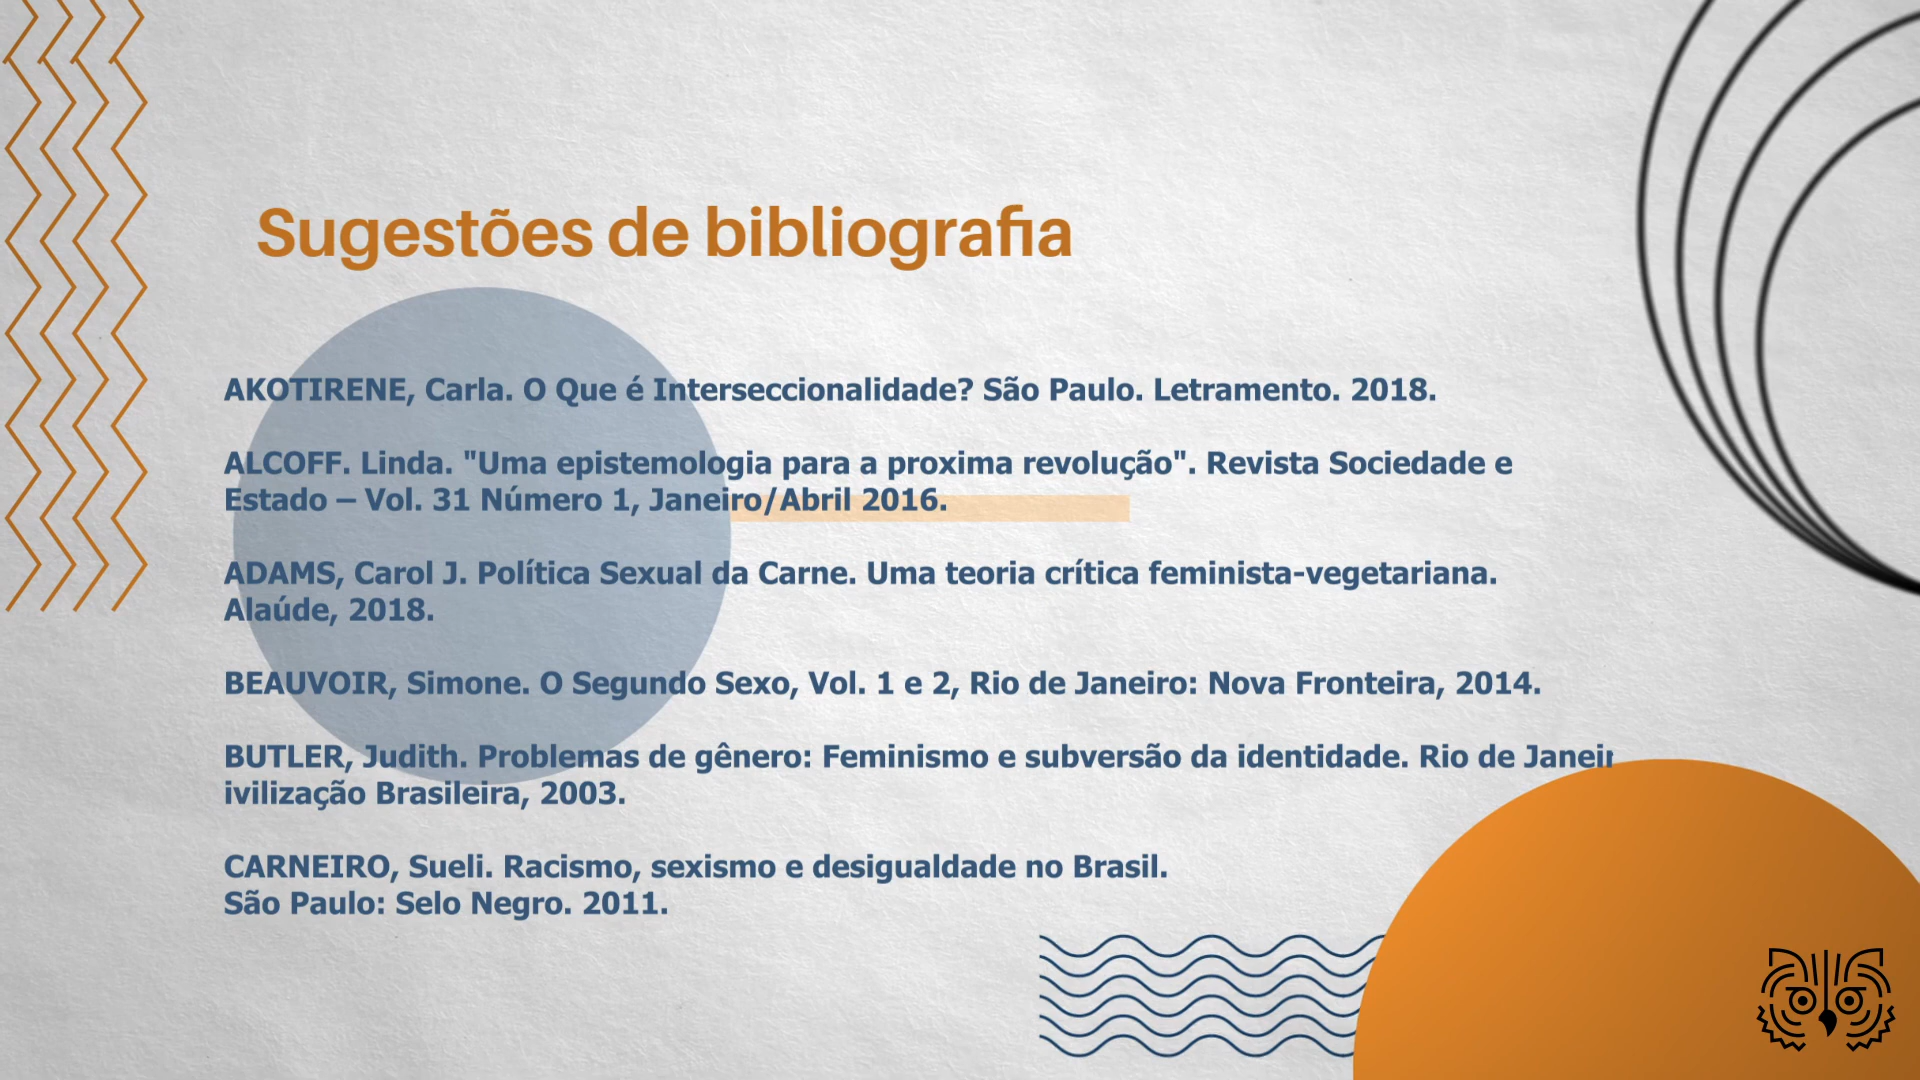 Sugestões de bibliografia
AKOTIRENE, Carla. O Que é Interseccionalidade? São Paulo. Letramento. 2018.
ALCOFF. Linda. "Uma epistemologia para a proxima revolução". Revista Sociedade e
Estado – Vol. 31 Número 1, Janeiro/Abril 2016.
ADAMS, Carol J. Política Sexual da Carne. Uma teoria crítica feminista-vegetariana.
Alaúde, 2018.
BEAUVOIR, Simone. O Segundo Sexo, Vol. 1 e 2, Rio de Janeiro: Nova Fronteira, 2014.
BUTLER, Judith. Problemas de gênero: Feminismo e subversão da identidade. Rio de Janeir
ivilização Brasileira, 2003.
CARNEIRO, Sueli. Racismo, sexismo e desigualdade no Brasil.
São Paulo: Selo Negro. 2011.